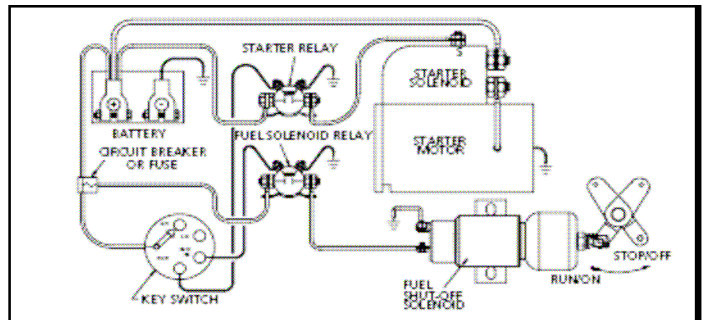 STARTER RELAY
S
STARTER
SOLENOID
BATTERY
FUEL SOLENOID RELAY
CIRCUIT BREAKER
OR FUSE
STARTER
MOTOR
STOP/OFF
RUN/ON
KEY SWITCH
FUEL
SHUT-OFF
SOLENOID